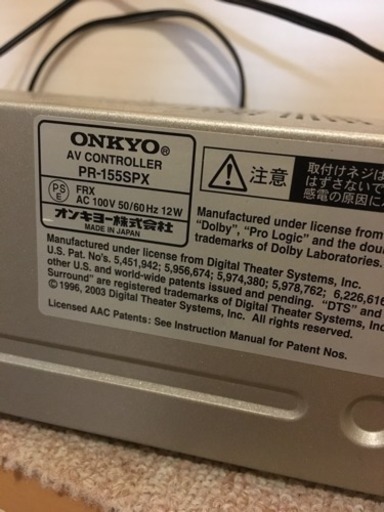 ONKYO®
AV CONTROLLER
PR-155SPX
PS
E
FRX
AC 100V 50/60 Hz 12W
オンキヨー株式会社
MADE IN JAPAN
注意
取付けネジは
はずさないで
感電の原因に
Manufactured under license from
"Dolby", "Pro Logic" and the dou
trademarks of Dolby Laboratories.
Manufactured under license from Digital Theater Systems, Inc.
U.S. Pat. No's. 5,451,942; 5,956,674; 5,974,380; 5,978,762; 6,226,616
other U.S. and world-wide patents issued and pending. "DTS" and
Surround" are registered trademarks of Digital Theater Systems, Inc
©1996, 2003 Digital Theater Systems, Inc. All rights reserved.
Licensed AAC Patents: See Instruction Manual for Patent Nos.